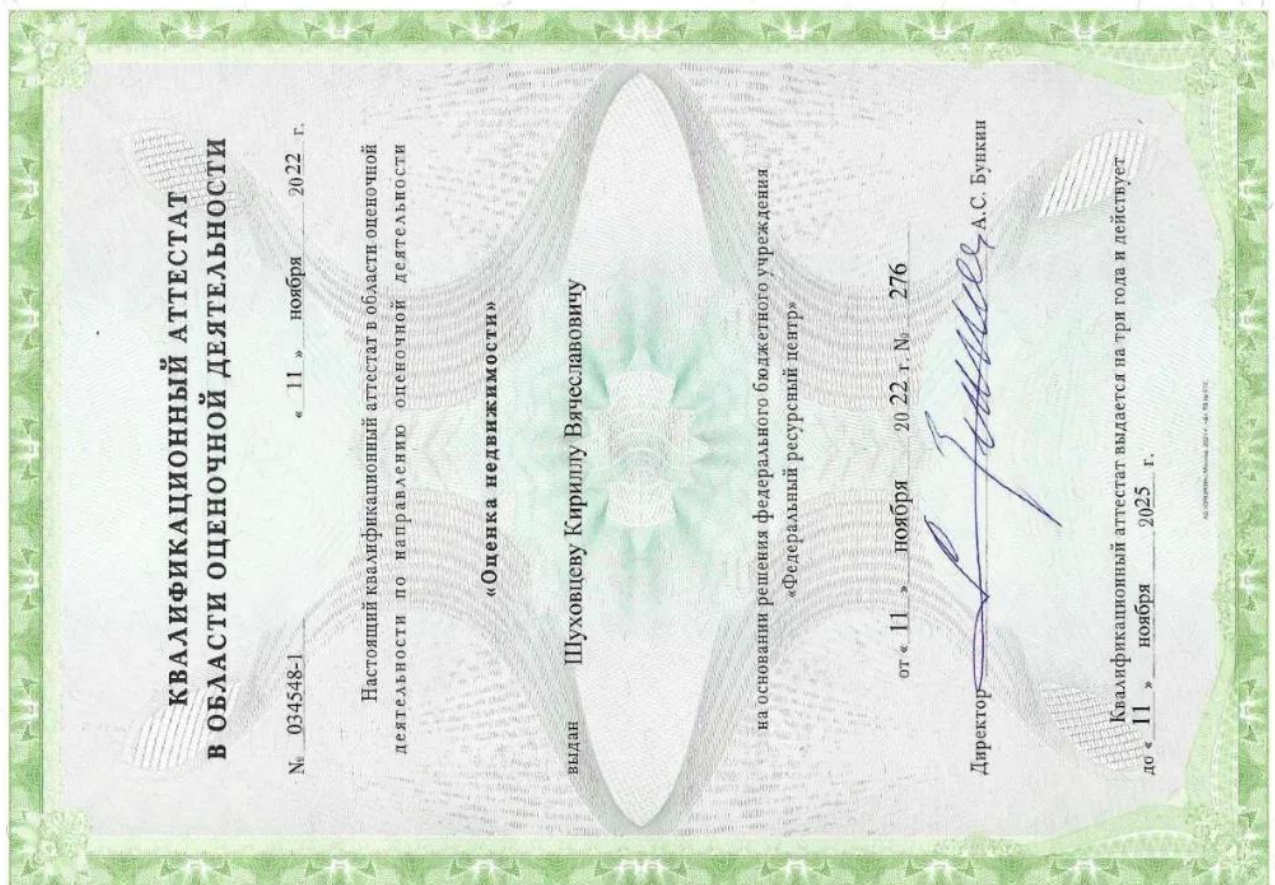 КВАЛИФИКАЦИОННЫЙ АТТЕСТАТ
В ОБЛАСТИ ОЦЕНОЧНОЙ ДЕЯТЕЛЬНОСТИ
№ 034548-1 « 11 » ноября 2022 г.
Настоящий квалификационный аттестат в области оценочной
деятельности по направлению оценочной деятельности
«Оценка недвижимости»
выдан Шуховцеву Кириллу Вячеславовичу
на основании решения федерального бюджетного учреждения
«Федеральный ресурсный центр»
от « 11 » ноября 20 22 г. № 276
Директор А.С. Бункин
Квалификационный аттестат выдается на три года и действует
до « 11 » ноября 2025 г.